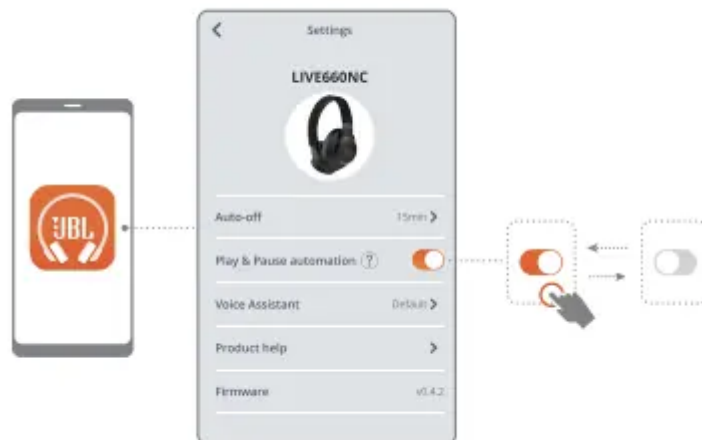 Settings
LIVE660NC
JBL
Auto-off 15min
Play & Pause automation ?
Voice Assistant Default
Product help
Firmware v0.4.2